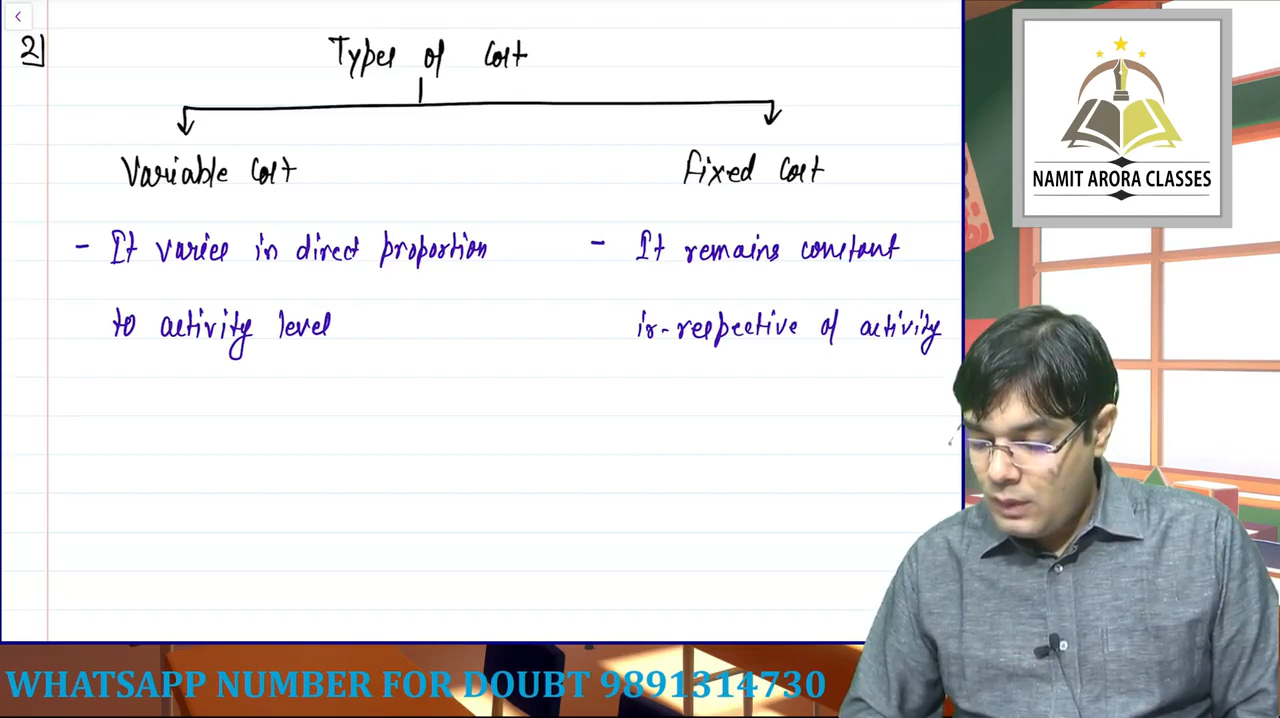 2)
Types of Cost
Variable Cost
Fixed Cost
- It varies in direct proportion
to activity level
- It remains constant
ir-respective of activity
NAMIT ARORA CLASSES
WHATSAPP NUMBER FOR DOUBT 9891314730